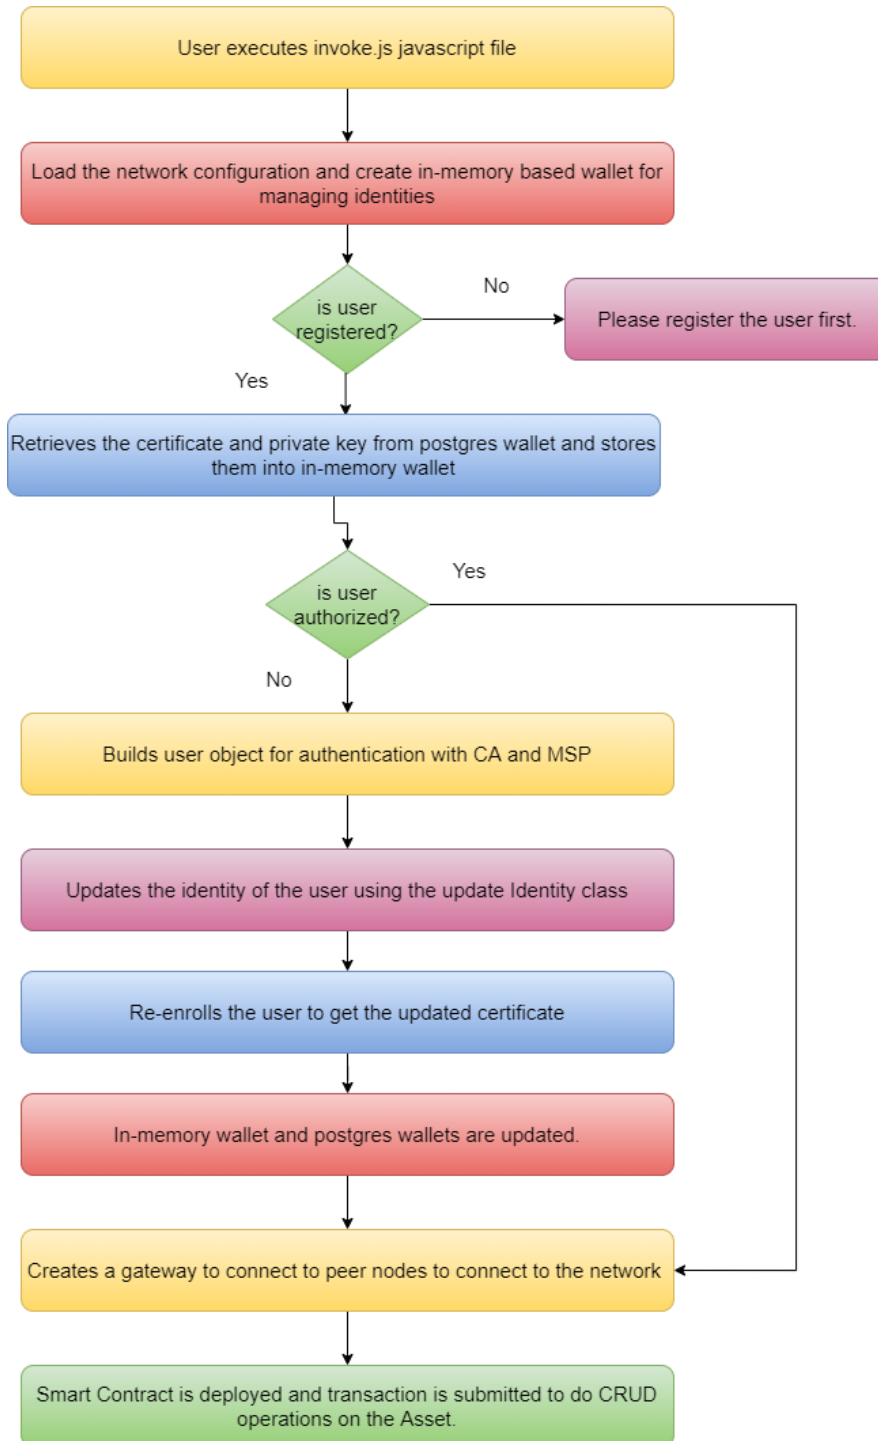 User executes invoke.js javascript file
Load the network configuration and create in-memory based wallet for
managing identities
is user
registered?
No
Please register the user first.
Yes
Retrieves the certificate and private key from postgres wallet and stores
them into in-memory wallet
is user
authorized?
Yes
No
Builds user object for authentication with CA and MSP
Updates the identity of the user using the update Identity class
Re-enrolls the user to get the updated certificate
In-memory wallet and postgres wallets are updated.
Creates a gateway to connect to peer nodes to connect to the network
Smart Contract is deployed and transaction is submitted to do CRUD
operations on the Asset.